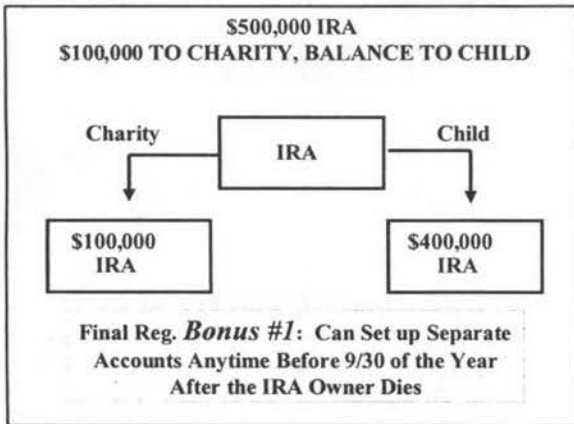 $500,000 IRA
$100,000 TO CHARITY, BALANCE TO CHILD
Charity
IRA
Child
$100,000
IRA
$400,000
IRA
Final Reg. Bonus #1: Can Set up Separate
Accounts Anytime Before 9/30 of the Year
After the IRA Owner Dies